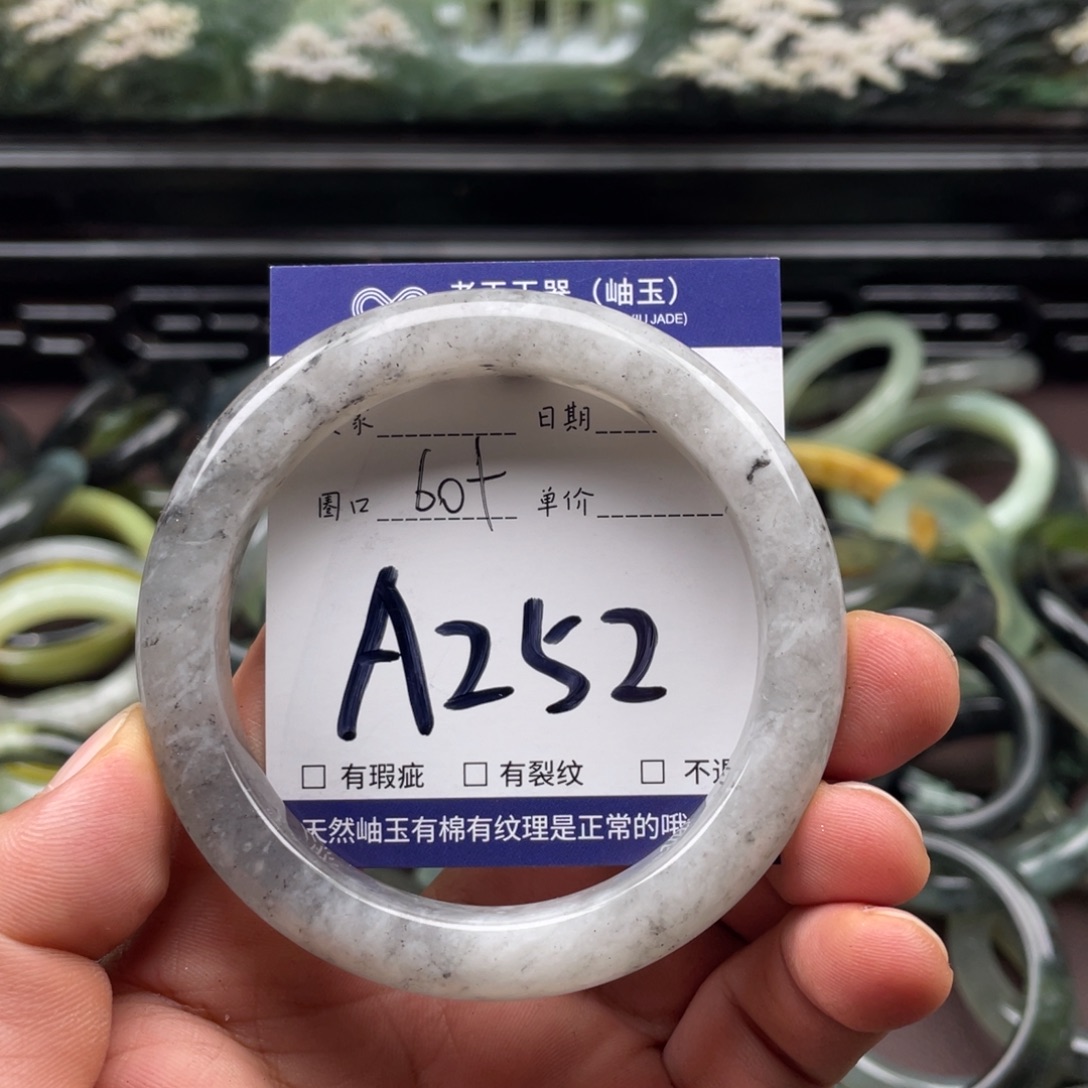 （岫玉）
JADE)
日期
圈口 60+ 单价
A252
□ 有瑕疵 □ 有裂纹 □ 不
天然岫玉有棉有纹理是正常的哦